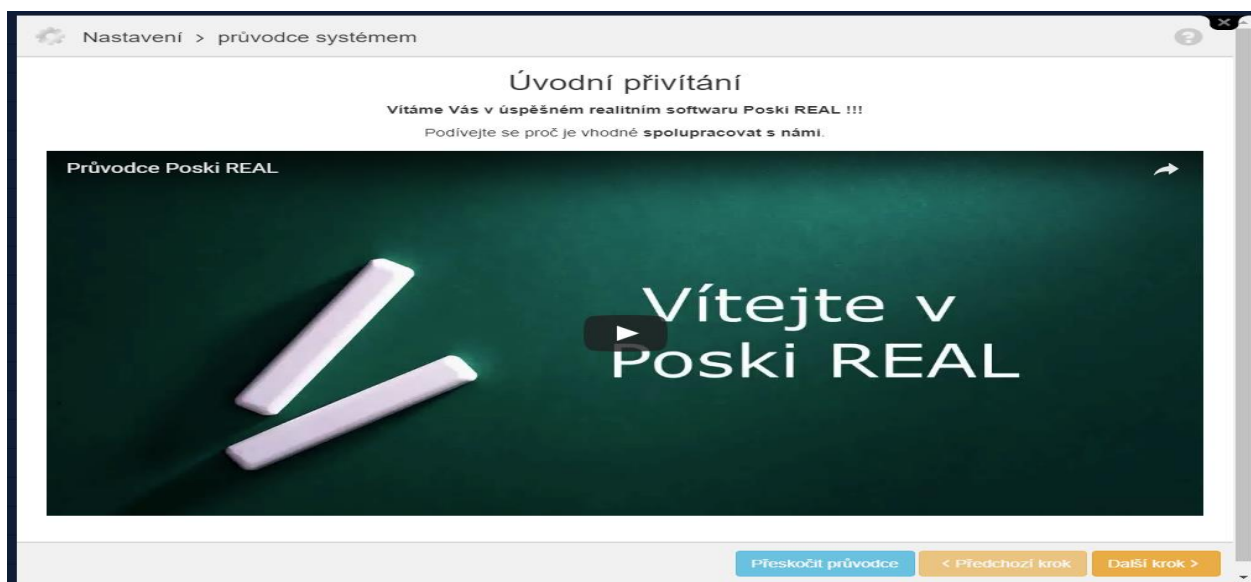 Nastavení > průvodce systémem
Úvodní přivítání
Vítáme Vás v úspěšném realitním softwaru Poski REAL !!!
Podívejte se proč je vhodné spolupracovat s námi.
Průvodce Poski REAL
Vítejte v
Poski REAL
Přeskočit průvodce < Předchozí krok Další krok >